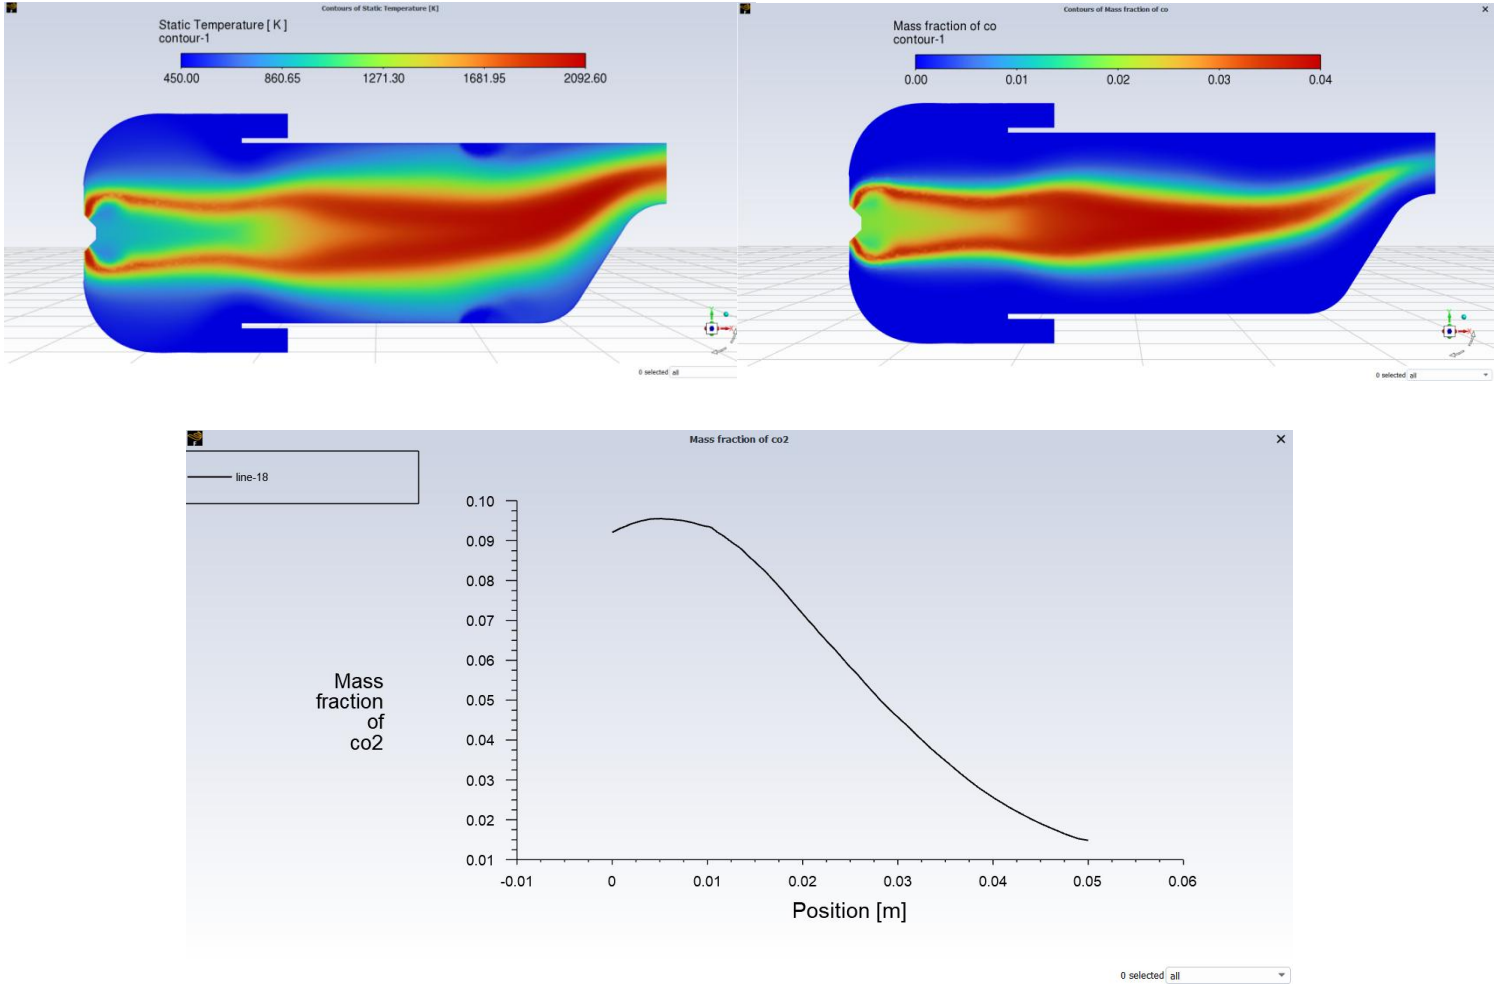 Contours of Static Temperature [K]
Static Temperature [ K ]
contour-1
450.00 860.65 1271.30 1681.95 2092.60
0 selected all
Contours of Mass fraction of co
Mass fraction of co
contour-1
0.00 0.01 0.02 0.03 0.04
0 selected all
Mass fraction of co2
line-18
0.10
0.09
0.08
0.07
0.06
0.05
0.04
0.03
0.02
0.01
Mass
fraction
of
co2
-0.01 0 0.01 0.02 0.03 0.04 0.05 0.06
Position [m]
0 selected all